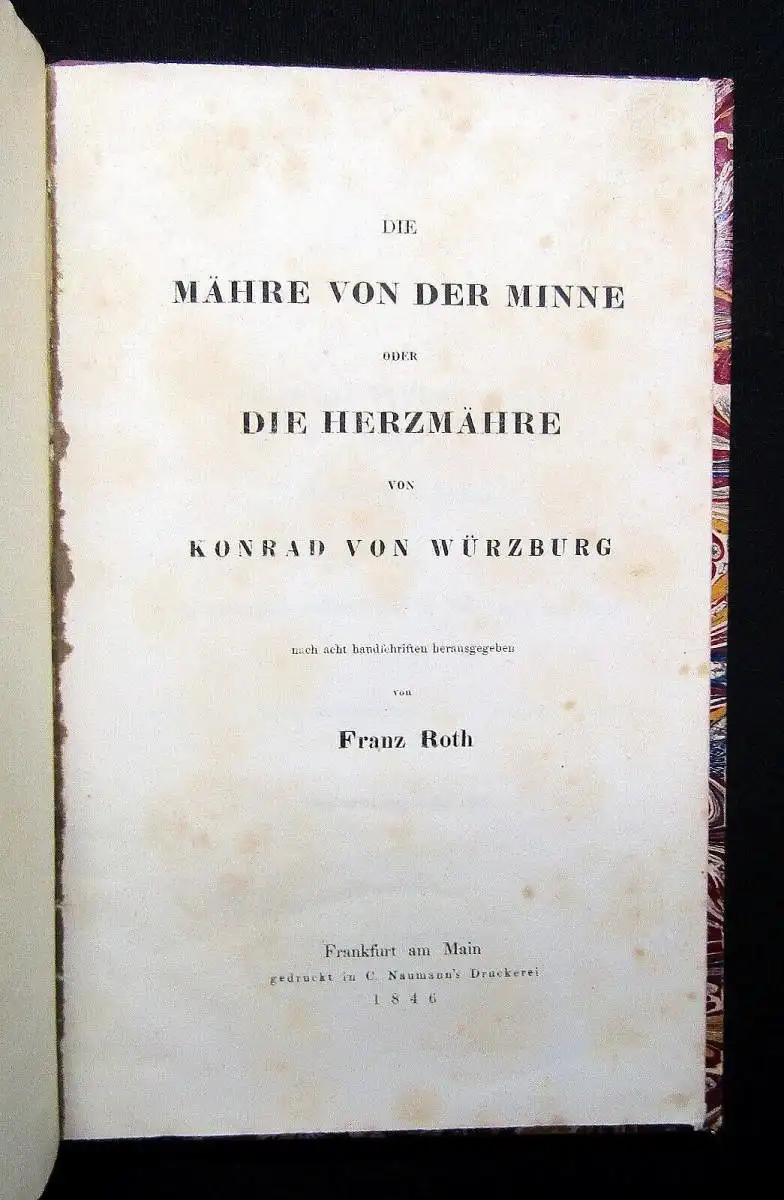 DIE
MÄHRE VON DER MINNE
ODER
DIE HERZMÄHRE
VON
KONRAD VON WÜRZBURG
nach acht handſchriften herausgegeben
von
Franz Roth
Frankfurt am Main
gedruckt in C. Naumann's Druckerei
1846